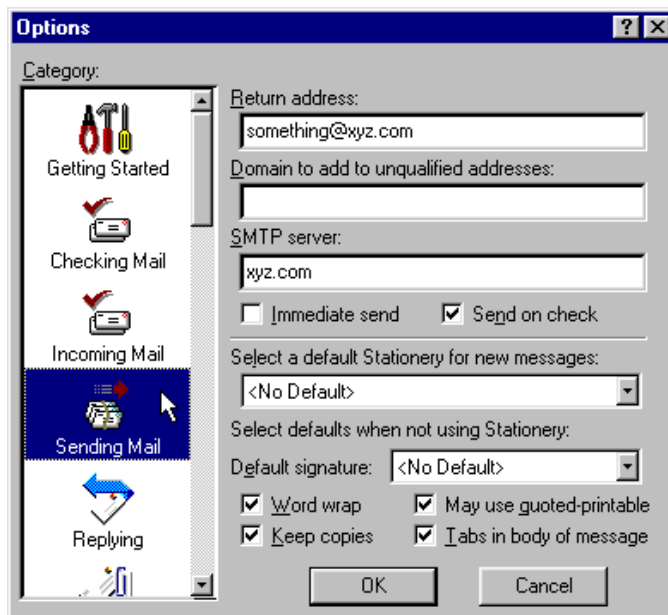 Options
Category:
Getting Started
Checking Mail
Incoming Mail
Sending Mail
Replying
Return address:
something@xyz.com
Domain to add to unqualified addresses:
SMTP server:
xyz.com
Immediate send
Send on check
Select a default Stationery for new messages:
<No Default>
Select defaults when not using Stationery:
Default signature: <No Default>
Word wrap
May use quoted-printable
Keep copies
Tabs in body of message
OK
Cancel